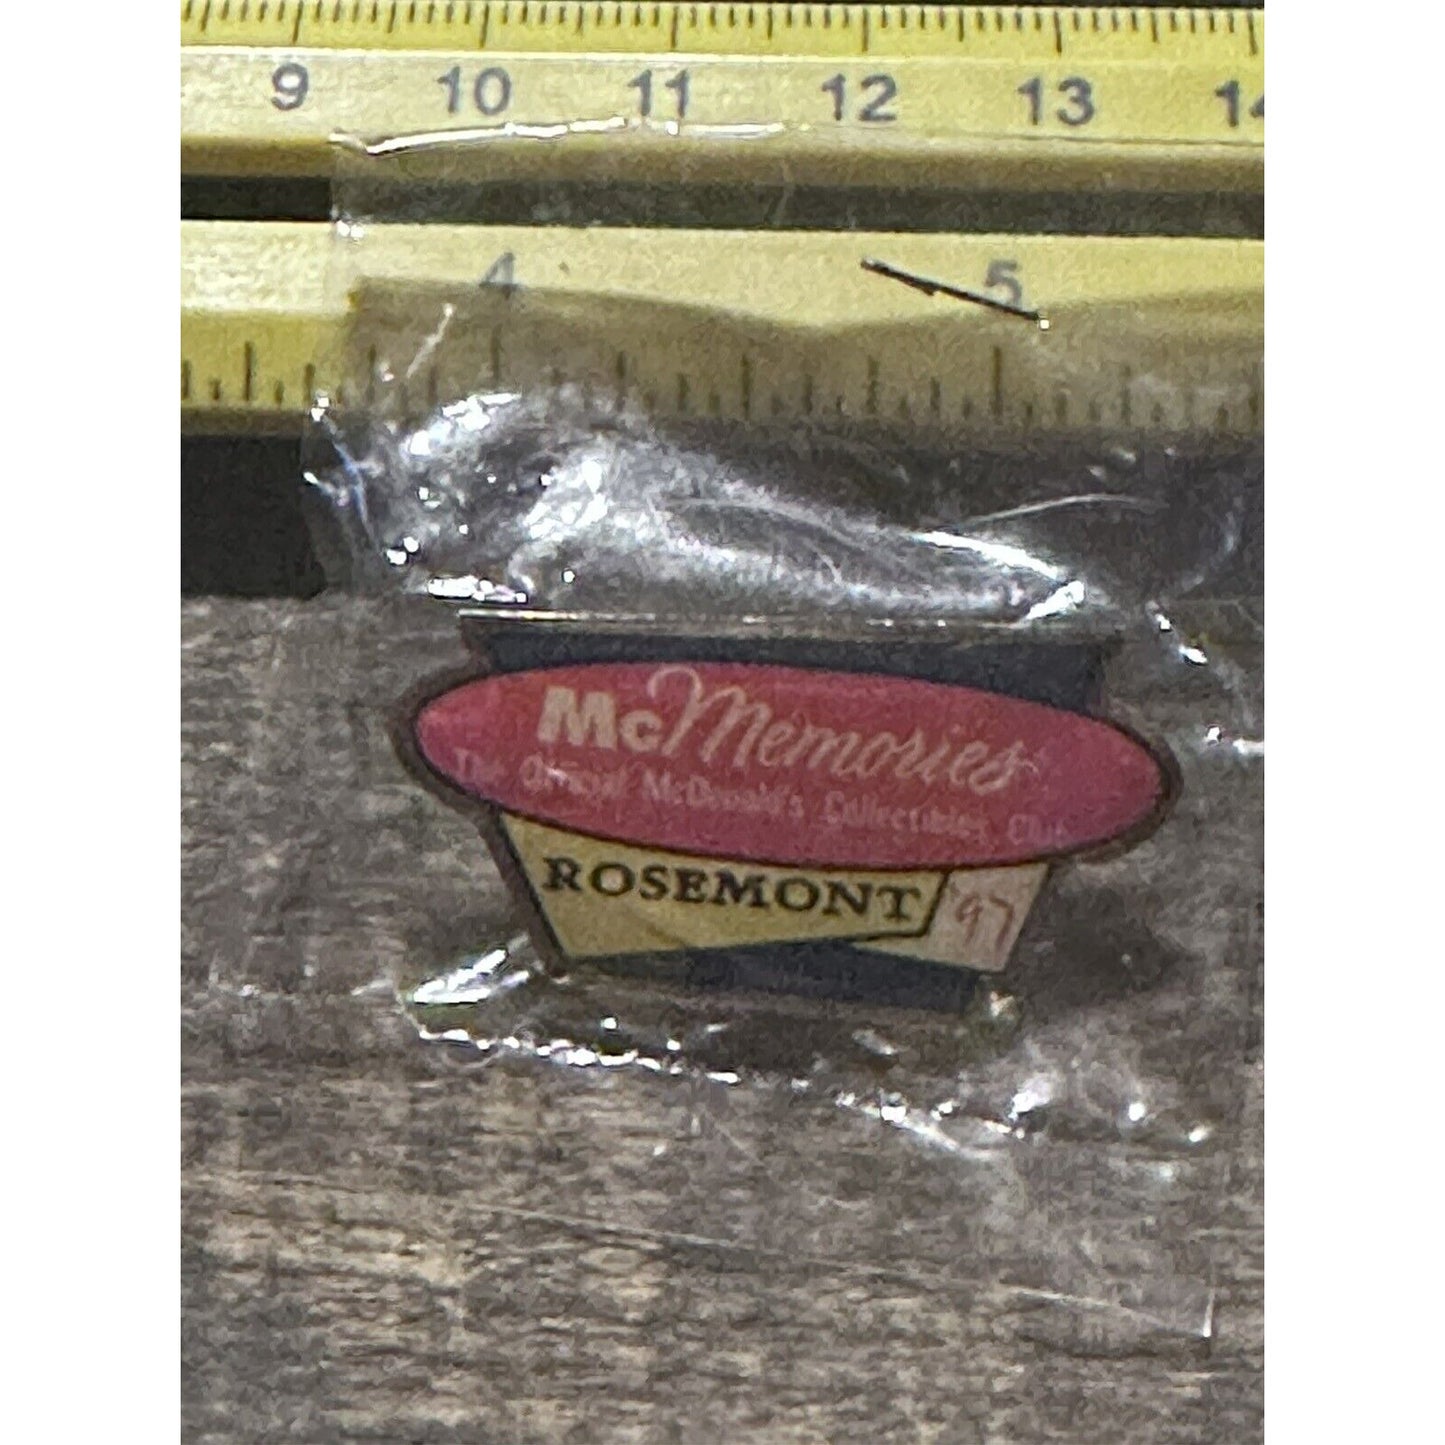 9 10 11 12 13 14
4 5
McMemories
The Official McDonald's Collectibles Club
ROSEMONT '97